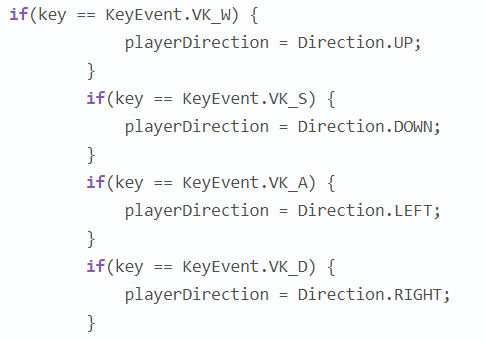 if(key == KeyEvent.VK_W) {
            playerDirection = Direction.UP;
        }
        if(key == KeyEvent.VK_S) {
            playerDirection = Direction.DOWN;
        }
        if(key == KeyEvent.VK_A) {
            playerDirection = Direction.LEFT;
        }
        if(key == KeyEvent.VK_D) {
            playerDirection = Direction.RIGHT;
        }